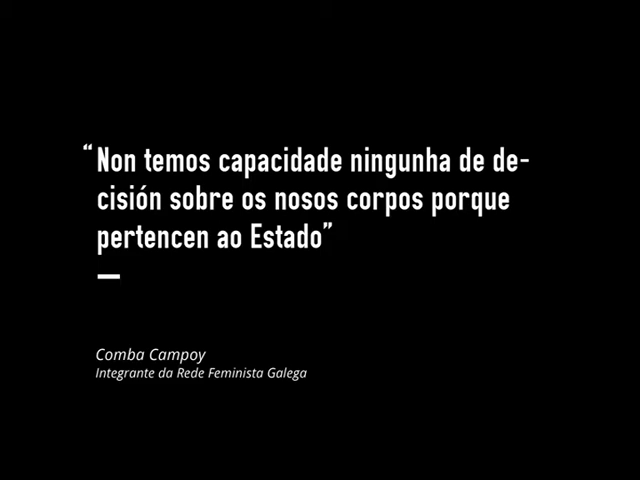 “Non temos capacidade ningunha de de-
cisión sobre os nosos corpos porque
pertencen ao Estado”
Comba Campoy
Integrante da Rede Feminista Galega